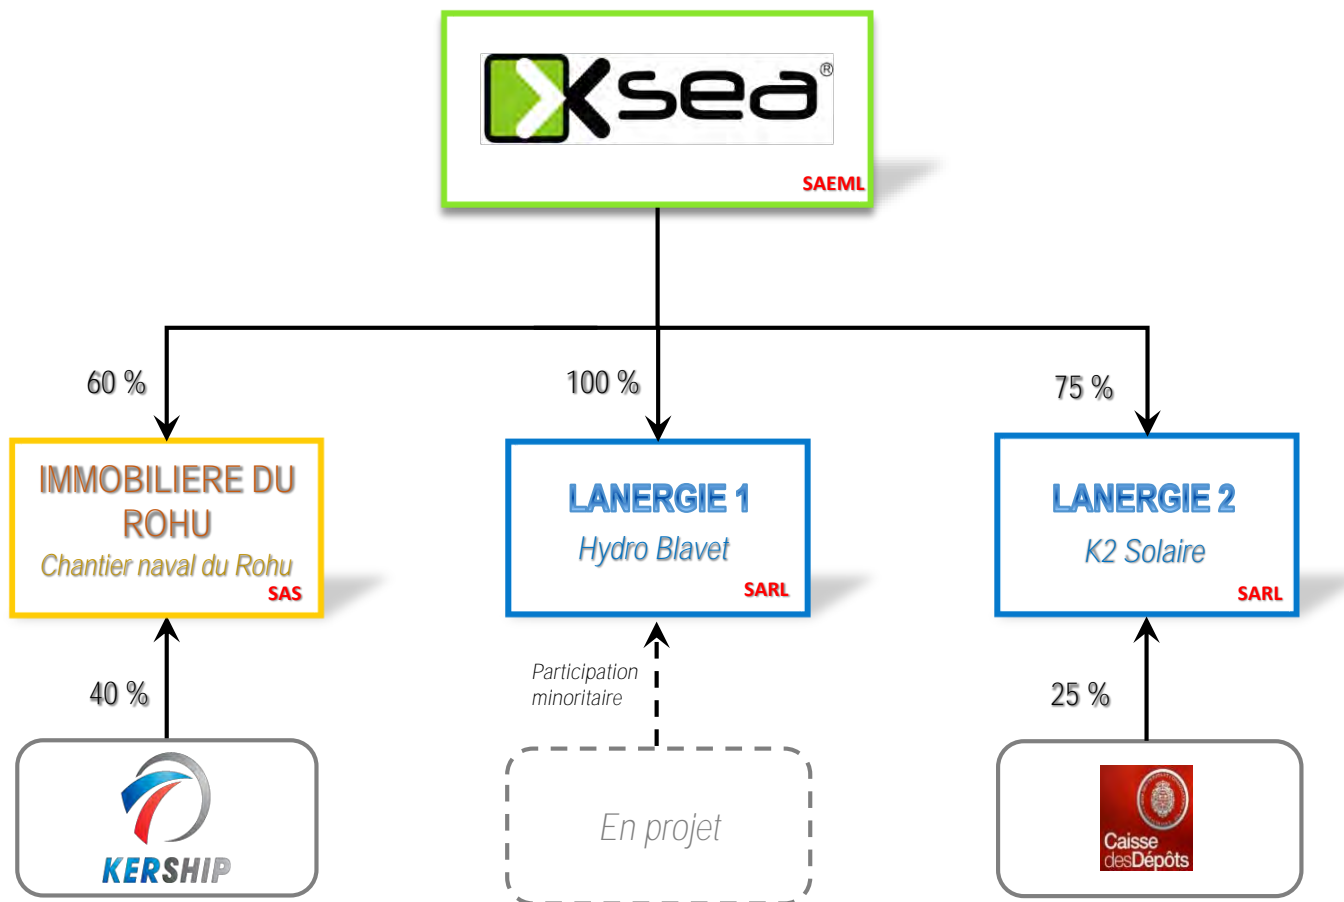 Xsea®
SAEML
60 %
100 %
75 %
IMMOBILIERE DU
ROHU
Chantier naval du Rohu
SAS
LANERGIE 1
Hydro Blavet
SARL
LANERGIE 2
K2 Solaire
SARL
40 %
Participation
minoritaire
25 %
KERSHIP
En projet
Caisse
desDépôts